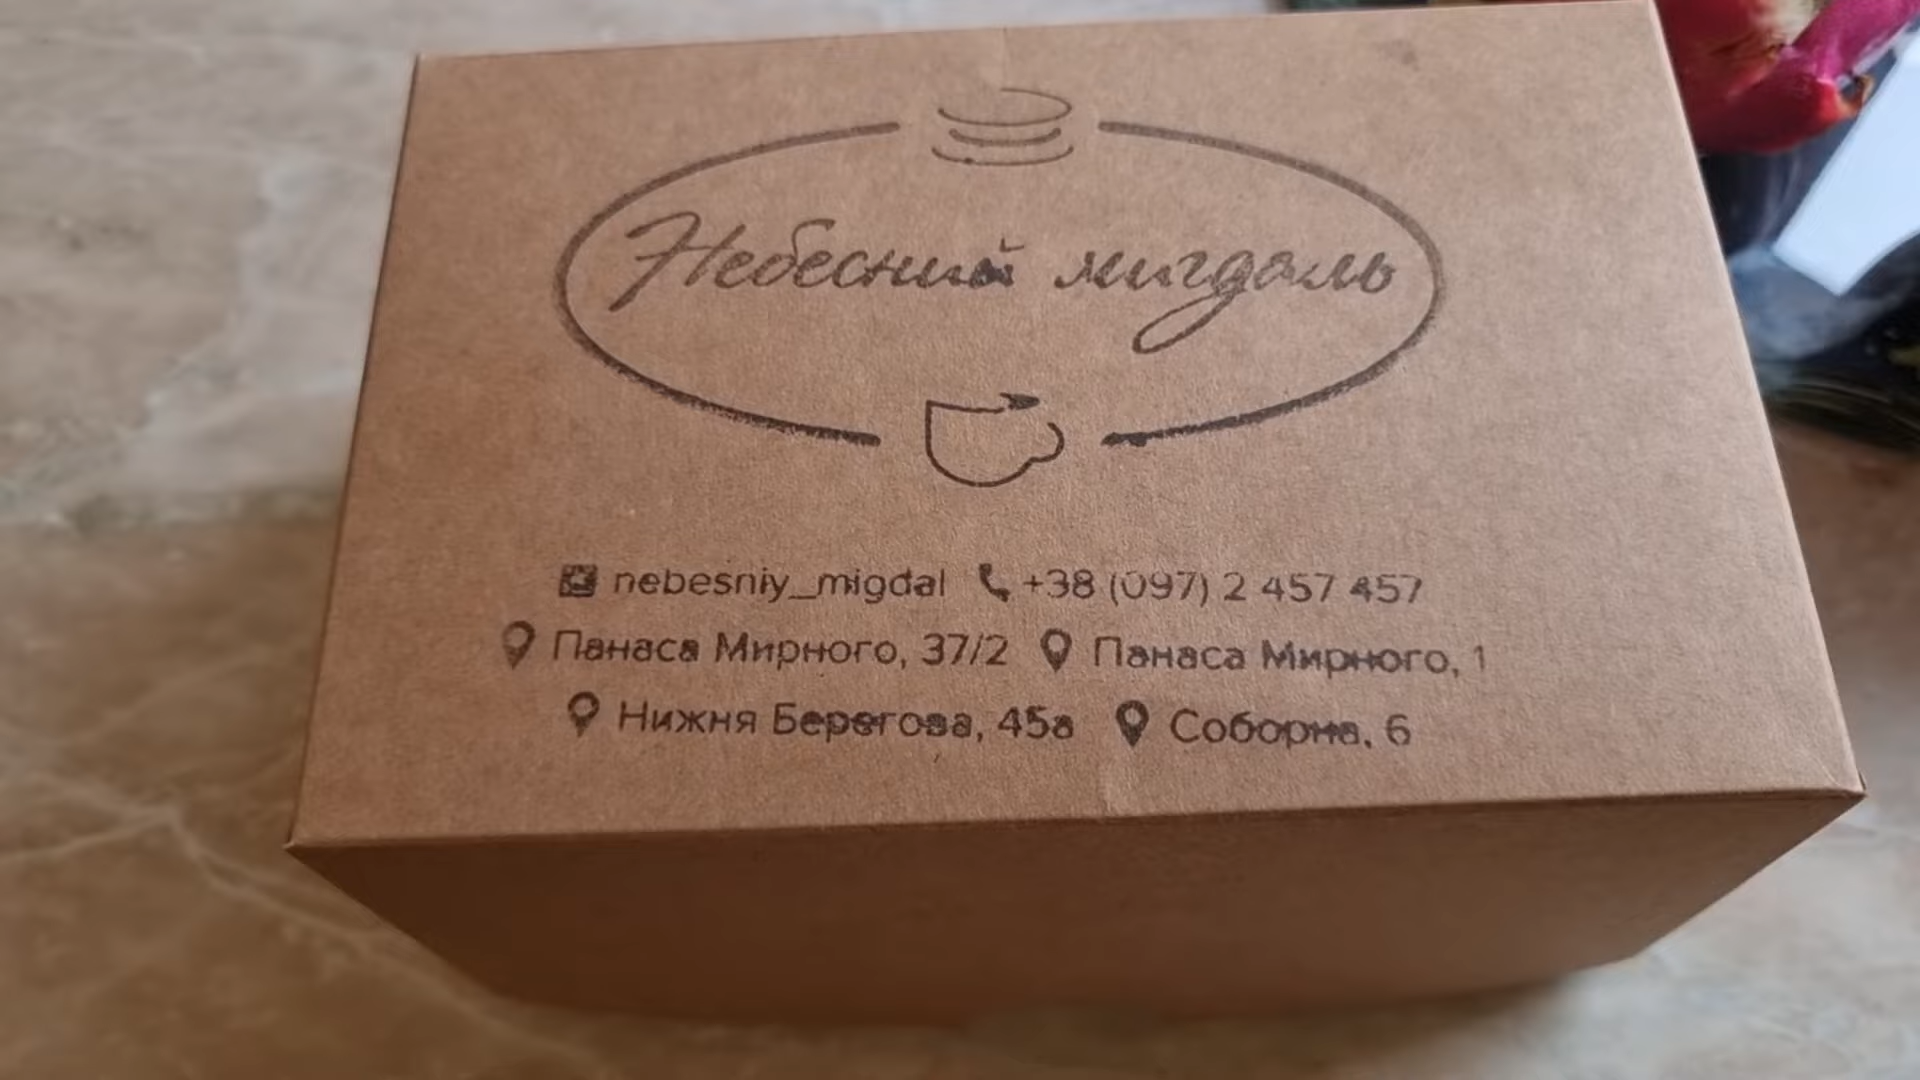 Небесний мигдаль
nebesniy_migdal +38 (097) 2 457 457
Панаса Мирного, 37/2 Панаса Мирного, 1
Нижня Берегова, 45а Соборна, 6